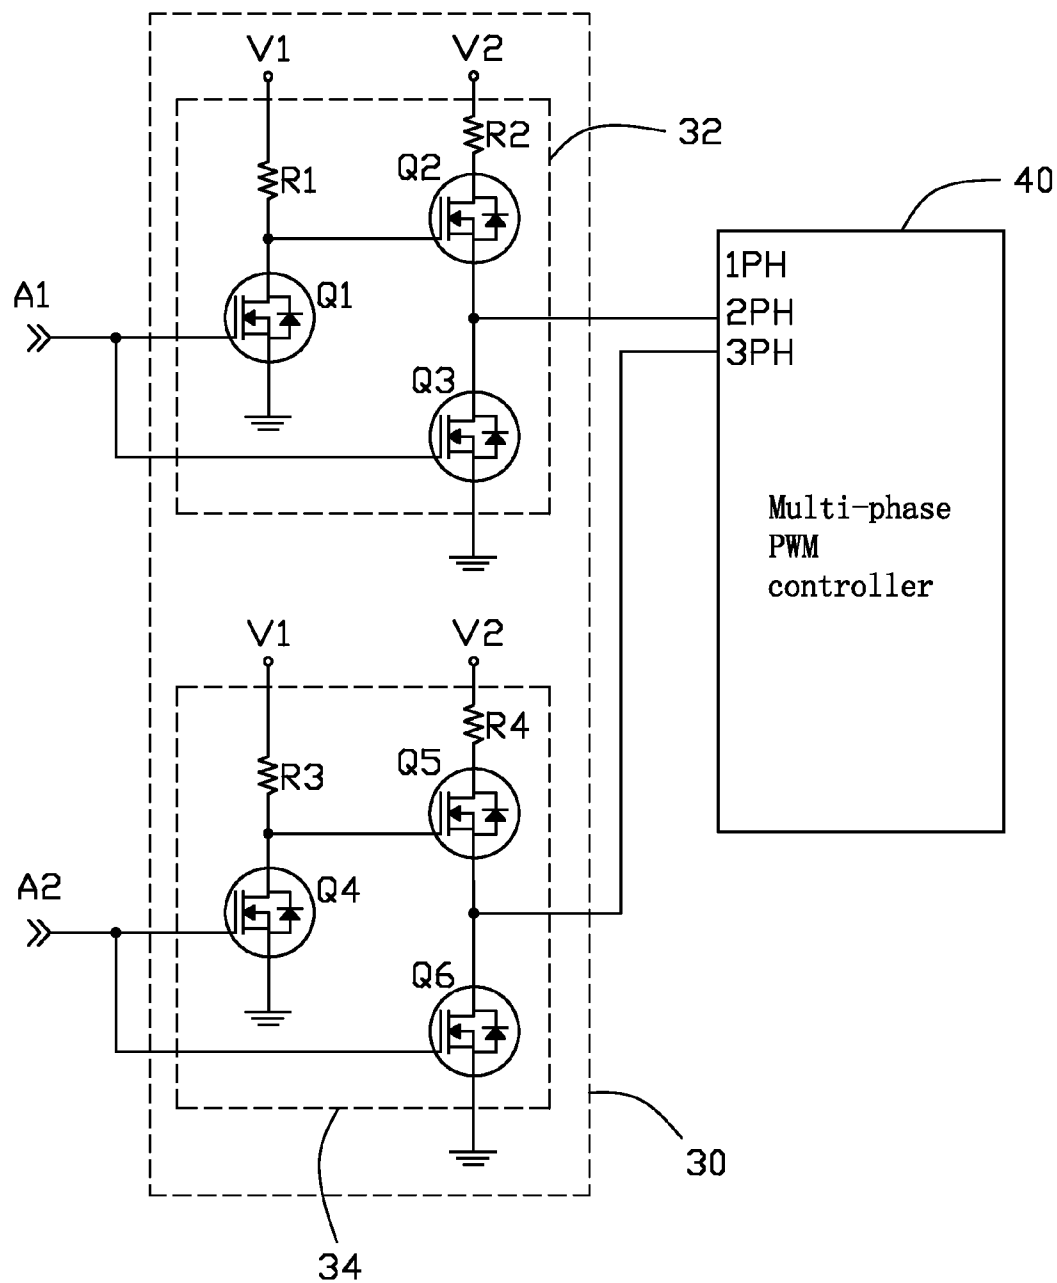 V1
V2
32
R2
Q2
40
R1
1PH
A1
Q1
2PH
3PH
Q3
Multi-phase
PWM
controller
V1
V2
R4
Q5
R3
A2
Q4
Q6
30
34